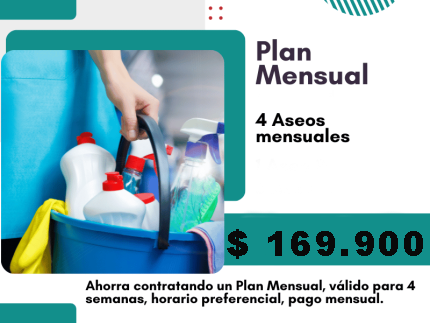 Plan
Mensual
4 Aseos
mensuales
$ 169.900
Ahorra contratando un Plan Mensual, válido para 4
semanas, horario preferencial, pago mensual.